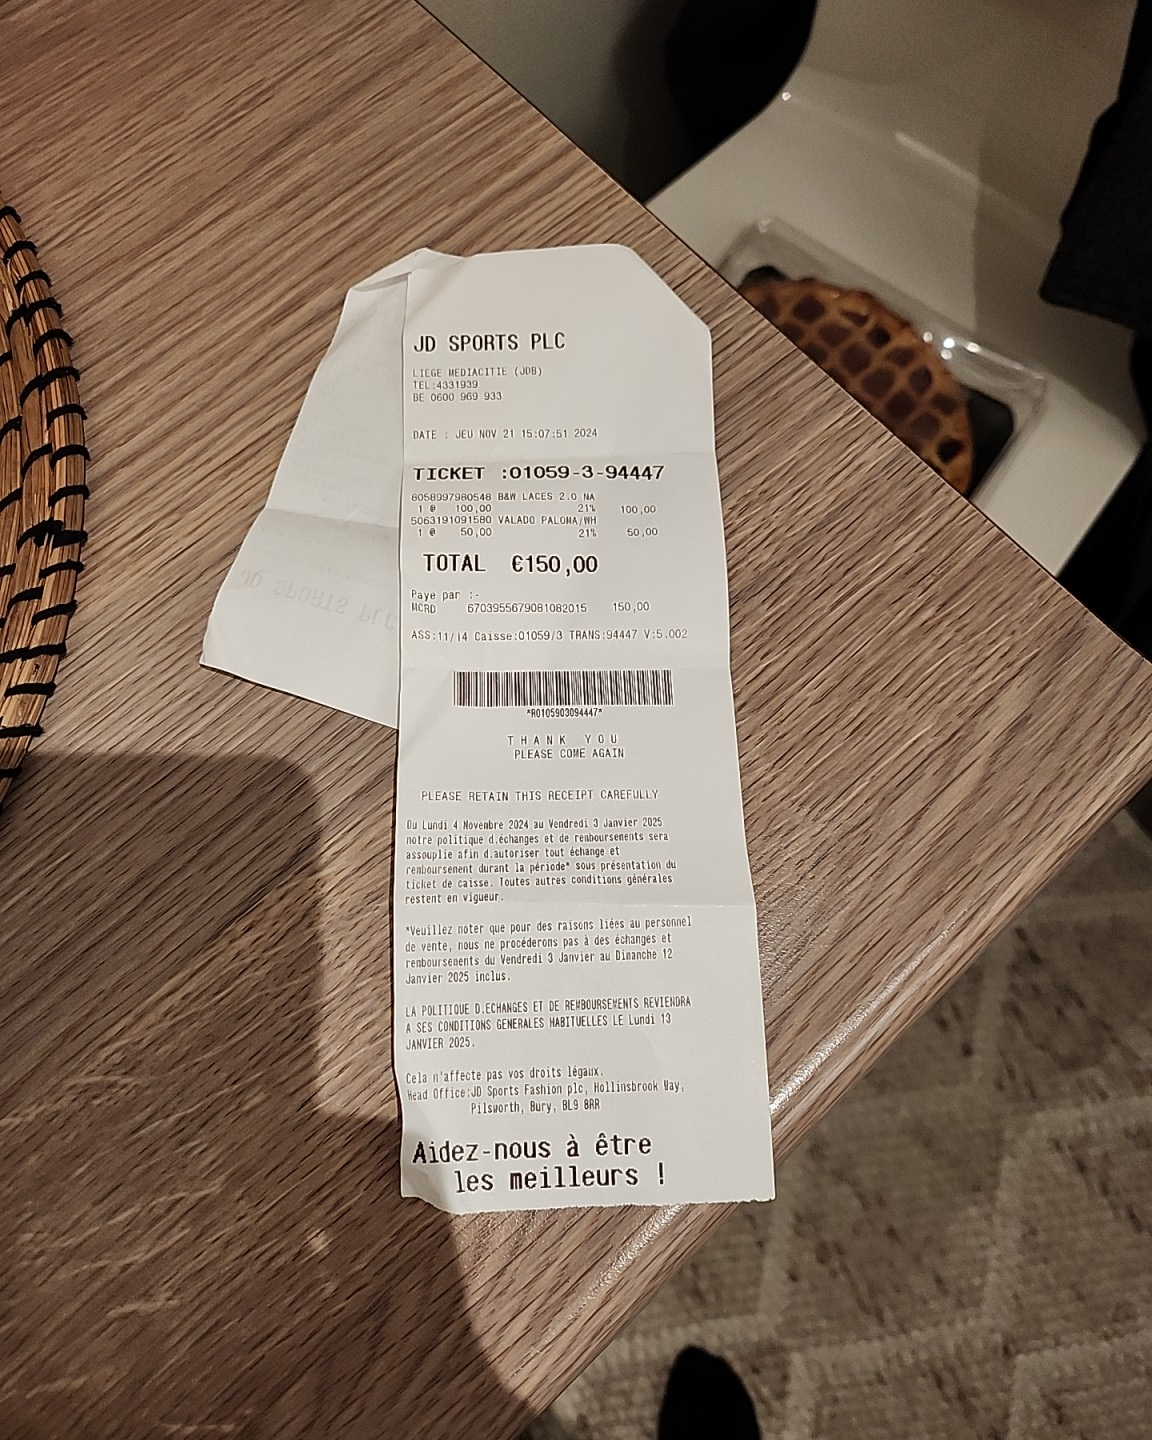 JD SPORTS PLC
LIEGE MEDIACITIE (JDB)
TEL:4331939
BE 0600 969 933
DATE : JEU NOV 21 15:07:51 2024
TICKET :01059-3-94447
8058997980548 B&W LACES 2.0 NA
1 @ 100,00 21% 100,00
5063191091580 VALADO PALOMA/WH
1 @ 50,00 21% 50,00
TOTAL €150,00
Paye par :-
MCRD 6703955679081082015 150,00
ASS:11/14 Caisse:01059/3 TRANS:94447 V:5.002
*R0105903094447*
THANK YOU
PLEASE COME AGAIN
PLEASE RETAIN THIS RECEIPT CAREFULLY
Du Lundi 4 Novembre 2024 au Vendredi 3 Janvier 2025
notre politique d.échanges et de remboursements sera
assouplie afin d.autoriser tout échange et
remboursement durant la période* sous présentation du
ticket de caisse. Toutes autres conditions générales
restent en vigueur.
*Veuillez noter que pour des raisons liées au personnel
de vente, nous ne procéderons pas à des échanges et
remboursements du Vendredi 3 Janvier au Dimanche 12
Janvier 2025 inclus.
LA POLITIQUE D.ECHANGES ET DE REMBOURSEMENTS REVIENDRA
A SES CONDITIONS GENERALES HABITUELLES LE Lundi 13
JANVIER 2025.
Cela n'affecte pas vos droits légaux.
Head Office:JD Sports Fashion plc, Hollinsbrook Way,
Pilsworth, Bury, BL9 8RR
Aidez-nous à être
les meilleurs !
JD SPORTS PLC